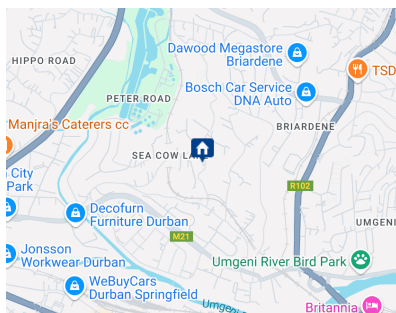 Dawood Megastore
Briardene
HIPPO ROAD
TSD
Bosch Car Service
DNA Auto
PETER ROAD
Manjra's Caterers cc
BRIARDENE
SEA COW LA
City
Park
R102
Decofurn
Furniture Durban
UMGENI
M21
Jonsson
Workwear Durban
Umgeni River Bird Park
WeBuyCars
Durban Springfield
Umgeni
Britannia